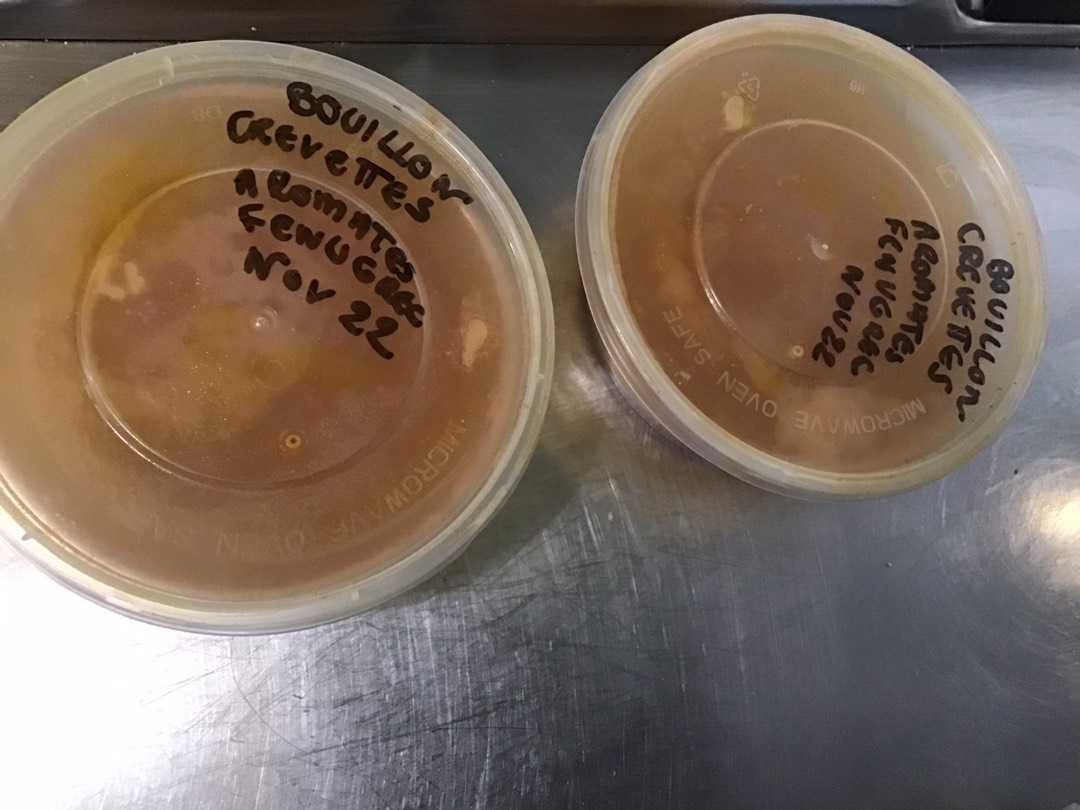 BOUILLON
CREVETTES
AROMATES
FENUGREC
NOV 22
MICROWAVE OVEN
BOUILLON
CREVETTES
AROMATES
FENUGREC
NOV 22
MICROWAVE OVEN SAFE